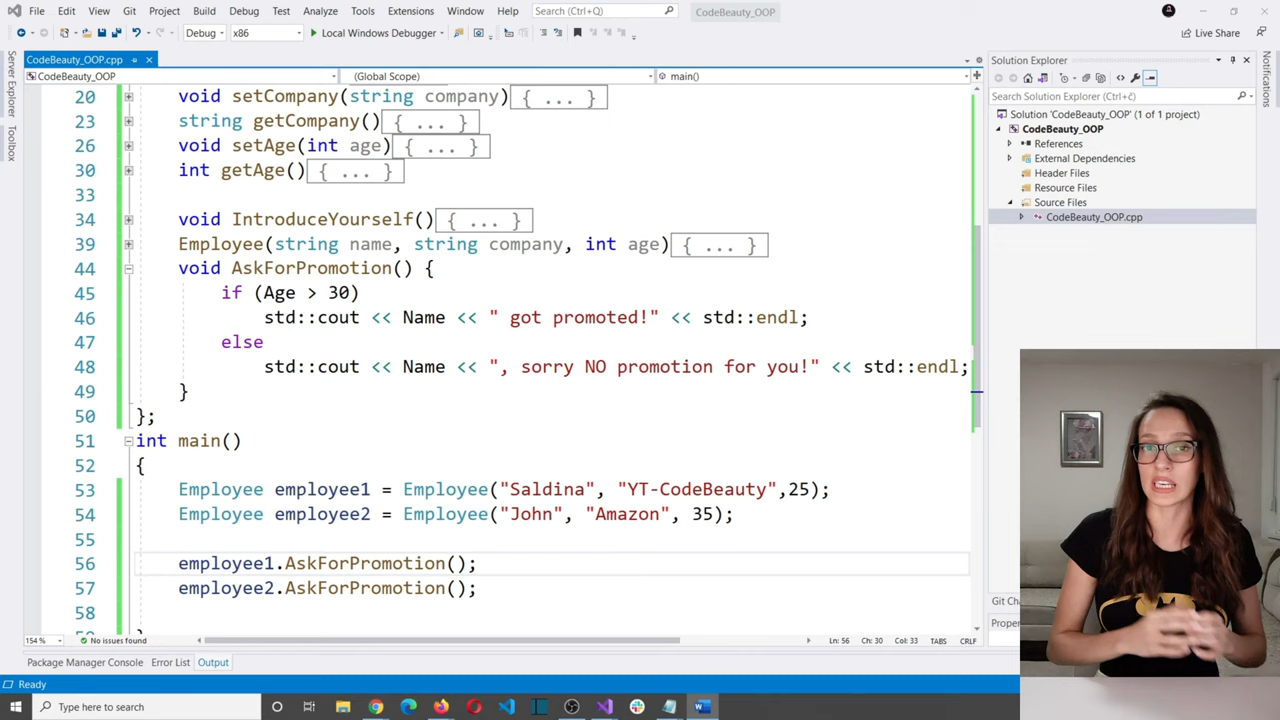 File Edit View Git Project Build Debug Test Analyze Tools Extensions Window Help Search (Ctrl+Q) CodeBeauty_OOP
Debug x86 Local Windows Debugger Live Share
CodeBeauty_OOP.cpp
CodeBeauty_OOP (Global Scope) main()
20 void setCompany(string company){ ... }
23 string getCompany(){ ... }
26 void setAge(int age){ ... }
30 int getAge(){ ... }
33
34 void IntroduceYourself(){ ... }
39 Employee(string name, string company, int age){ ... }
44 void AskForPromotion() {
45 if (Age > 30)
46 std::cout << Name << " got promoted!" << std::endl;
47 else
48 std::cout << Name << ", sorry NO promotion for you!" << std::endl;
49 }
50 };
51 int main()
52 {
53 Employee employee1 = Employee("Saldina", "YT-CodeBeauty",25);
54 Employee employee2 = Employee("John", "Amazon", 35);
55
56 employee1.AskForPromotion();
57 employee2.AskForPromotion();
58
154 % No issues found Ln: 56 Ch: 30 Col: 33 TABS CRLF
Package Manager Console Error List Output
Ready
Type here to search
Server Explorer
Toolbox
Solution Explorer
Search Solution Explorer (Ctrl+č)
Solution 'CodeBeauty_OOP' (1 of 1 project)
CodeBeauty_OOP
References
External Dependencies
Header Files
Resource Files
Source Files
CodeBeauty_OOP.cpp
Notifications
Git Ch
Proper